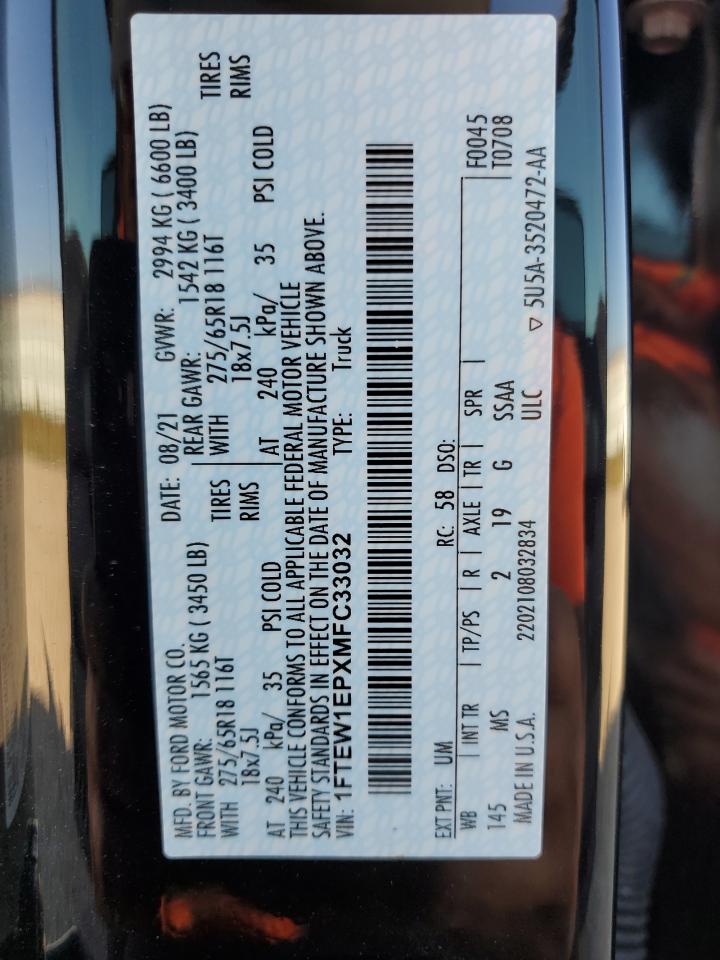 MFD. BY FORD MOTOR CO. DATE: 08/21 GVWR: 2994 KG ( 6600 LB)
FRONT GAWR: 1565 KG ( 3450 LB) REAR GAWR: 1542 KG ( 3400 LB)
WITH 275/65R18 116T TIRES WITH 275/65R18 116T TIRES
18x7.5J RIMS 18x7.5J RIMS
AT 240 kPa/ 35 PSI COLD AT 240 kPa/ 35 PSI COLD
THIS VEHICLE CONFORMS TO ALL APPLICABLE FEDERAL MOTOR VEHICLE
SAFETY STANDARDS IN EFFECT ON THE DATE OF MANUFACTURE SHOWN ABOVE.
VIN: 1FTEW1EPXMFC33032 TYPE: Truck
EXT PNT: UM RC: 58 DSO: F0045
WB INT TR TP/PS R AXLE TR SPR T0708
145 MS 2 19 G SSAA
MADE IN U.S.A. 2202108032834 ULC ▽ 5U5A-3520472-AA